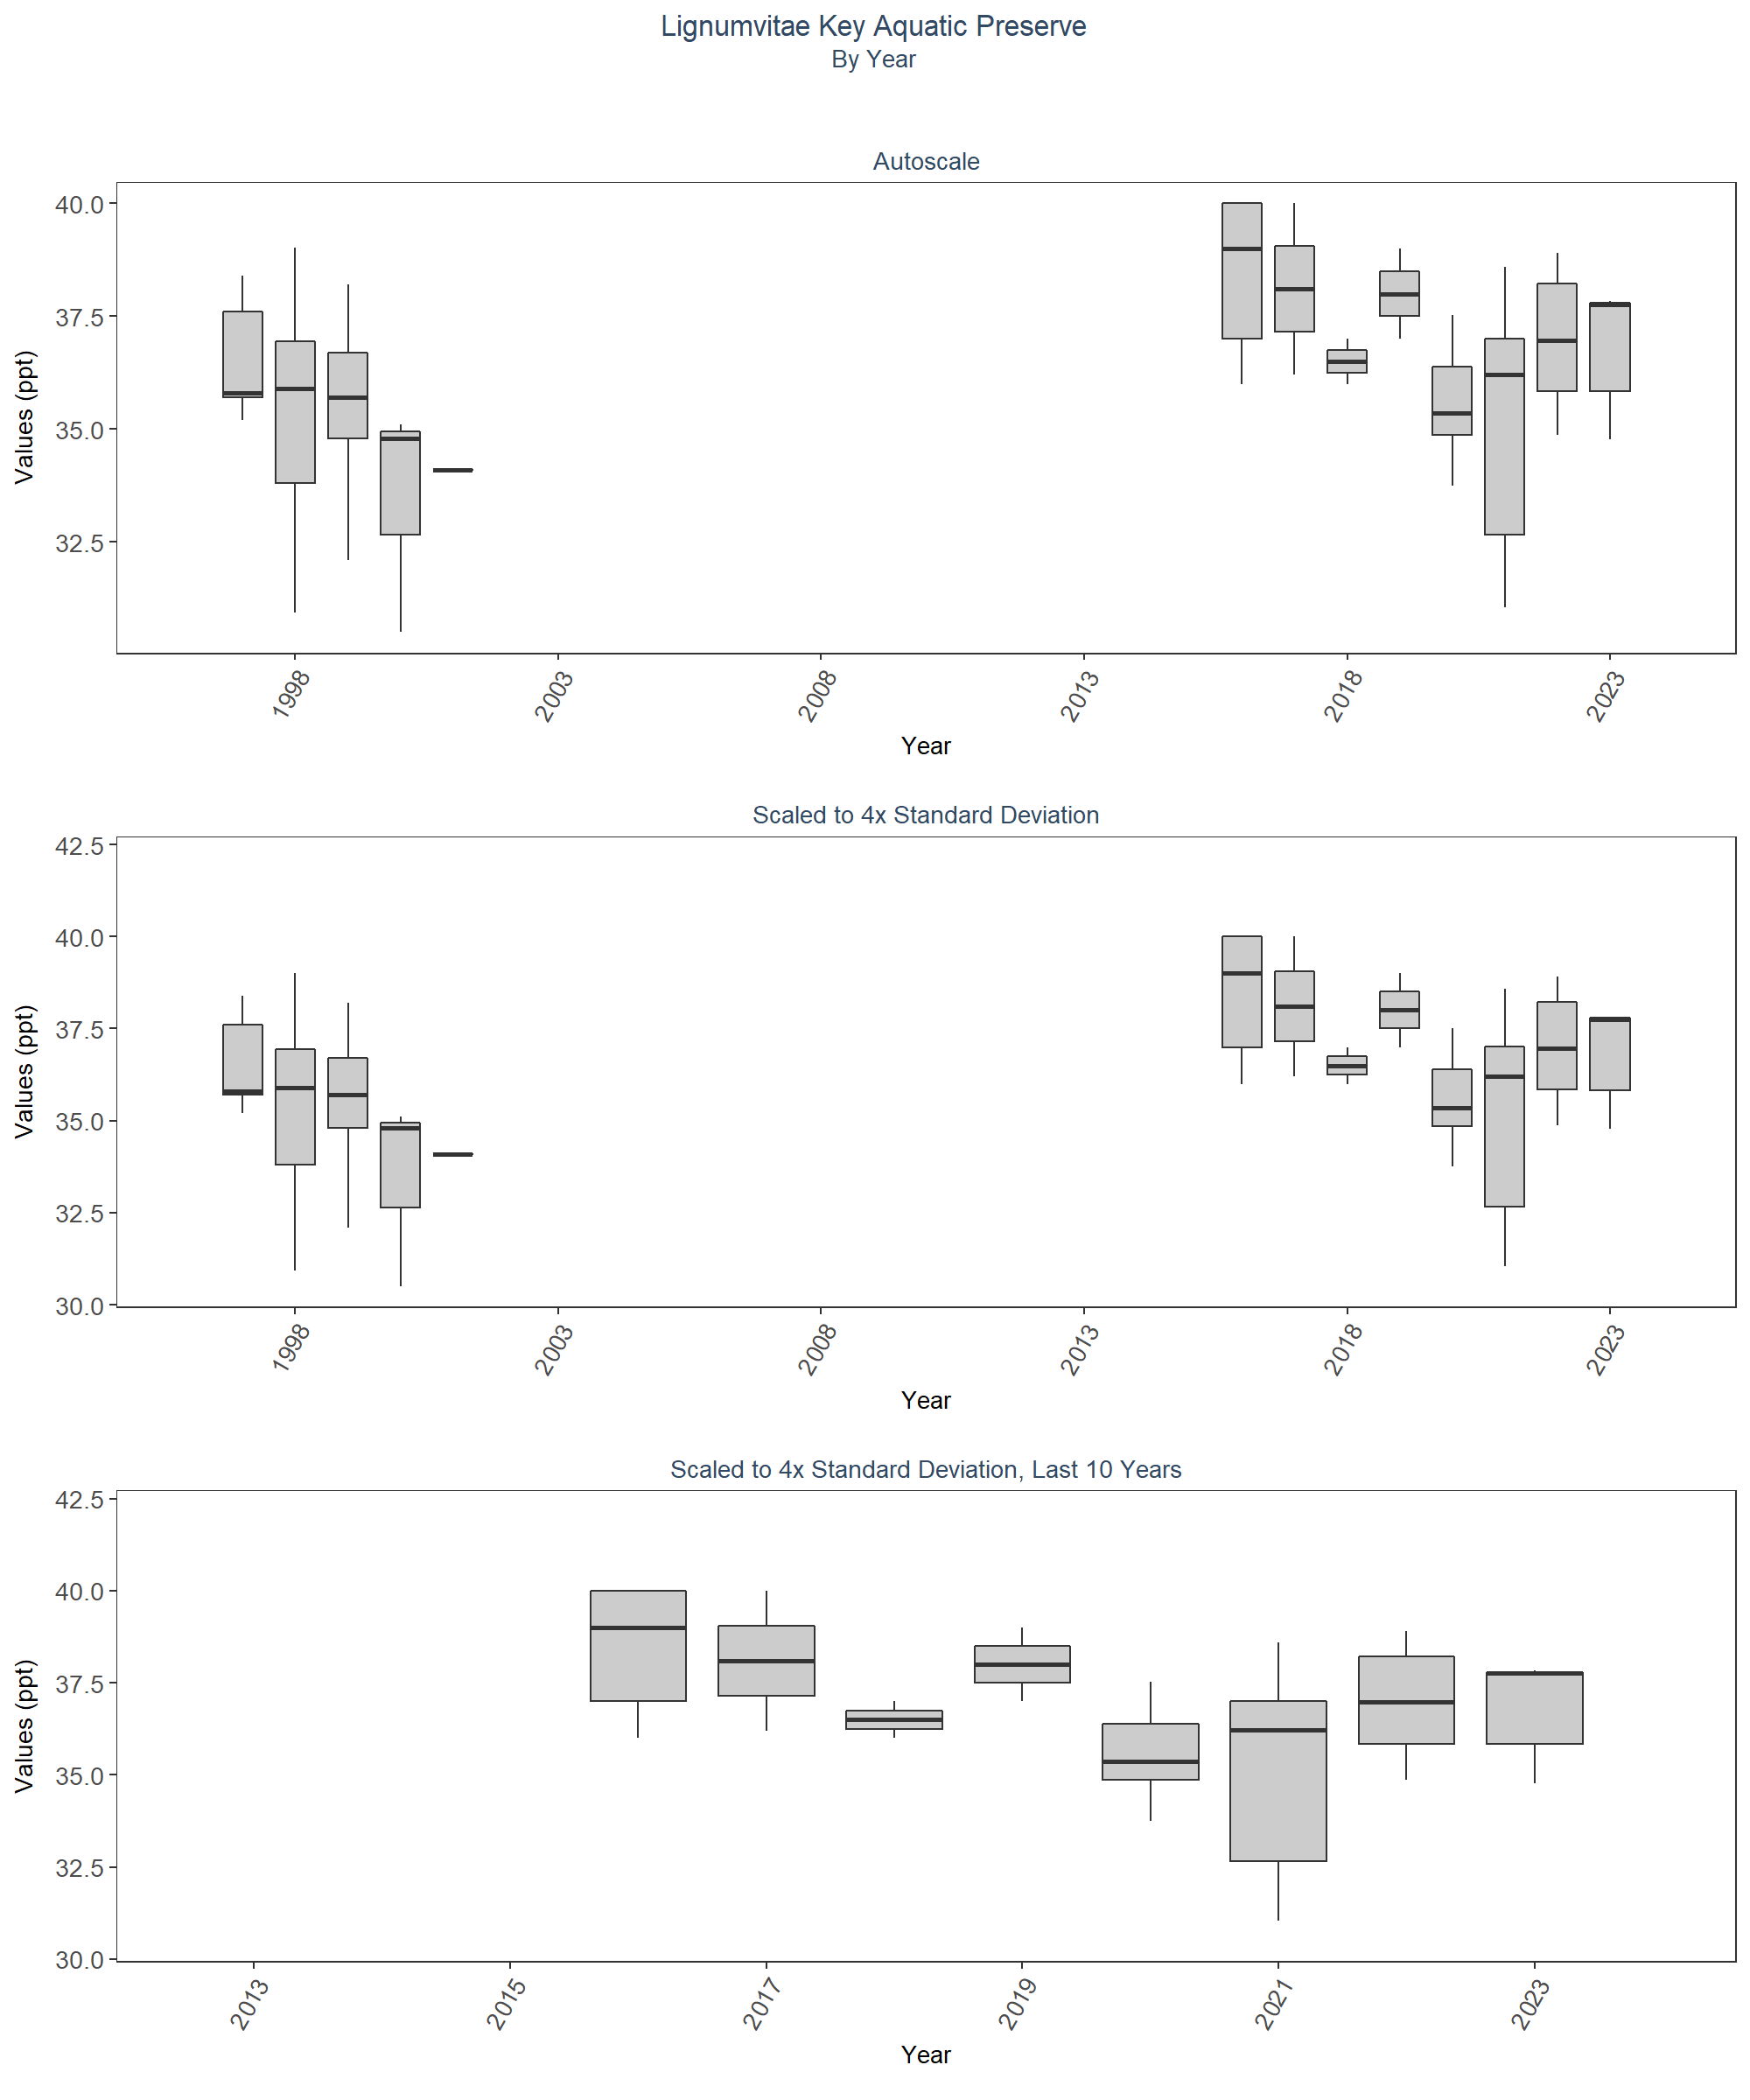 Lignumvitae Key Aquatic Preserve
By Year
Autoscale
40.0
37.5
35.0
32.5
Values (ppt)
1998 2003 2008 2013 2018 2023
Year
Scaled to 4x Standard Deviation
42.5
40.0
37.5
35.0
32.5
30.0
Values (ppt)
1998 2003 2008 2013 2018 2023
Year
Scaled to 4x Standard Deviation, Last 10 Years
42.5
40.0
37.5
35.0
32.5
30.0
Values (ppt)
2013 2015 2017 2019 2021 2023
Year